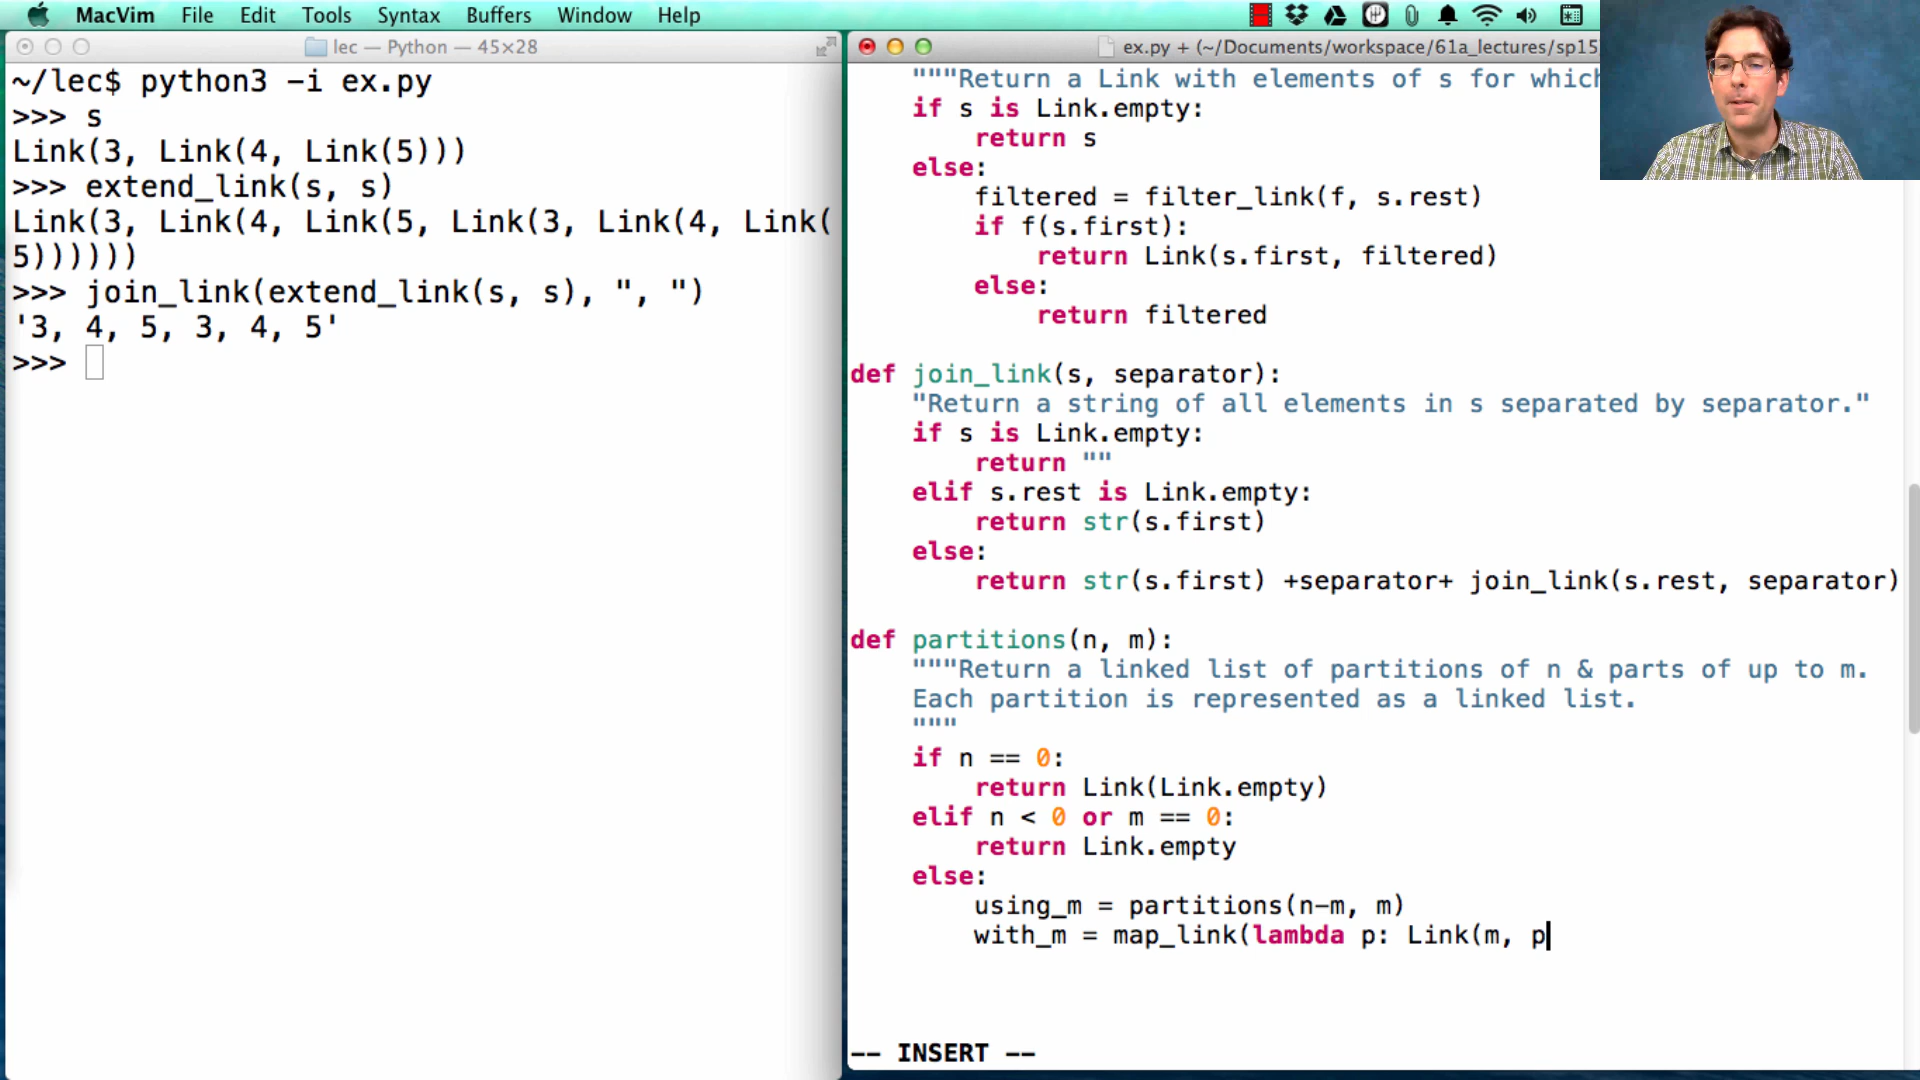 MacVim File Edit Tools Syntax Buffers Window Help
lec — Python — 45×28
~/lec$ python3 -i ex.py
>>> s
Link(3, Link(4, Link(5)))
>>> extend_link(s, s)
Link(3, Link(4, Link(5, Link(3, Link(4, Link(
5))))))
>>> join_link(extend_link(s, s), ", ")
'3, 4, 5, 3, 4, 5'
>>>
ex.py + (~/Documents/workspace/61a_lectures/sp15
"""Return a Link with elements of s for which
if s is Link.empty:
return s
else:
filtered = filter_link(f, s.rest)
if f(s.first):
return Link(s.first, filtered)
else:
return filtered
def join_link(s, separator):
"Return a string of all elements in s separated by separator."
if s is Link.empty:
return ""
elif s.rest is Link.empty:
return str(s.first)
else:
return str(s.first) +separator+ join_link(s.rest, separator)
def partitions(n, m):
"""Return a linked list of partitions of n & parts of up to m.
Each partition is represented as a linked list.
"""
if n == 0:
return Link(Link.empty)
elif n < 0 or m == 0:
return Link.empty
else:
using_m = partitions(n-m, m)
with_m = map_link(lambda p: Link(m, p
-- INSERT --